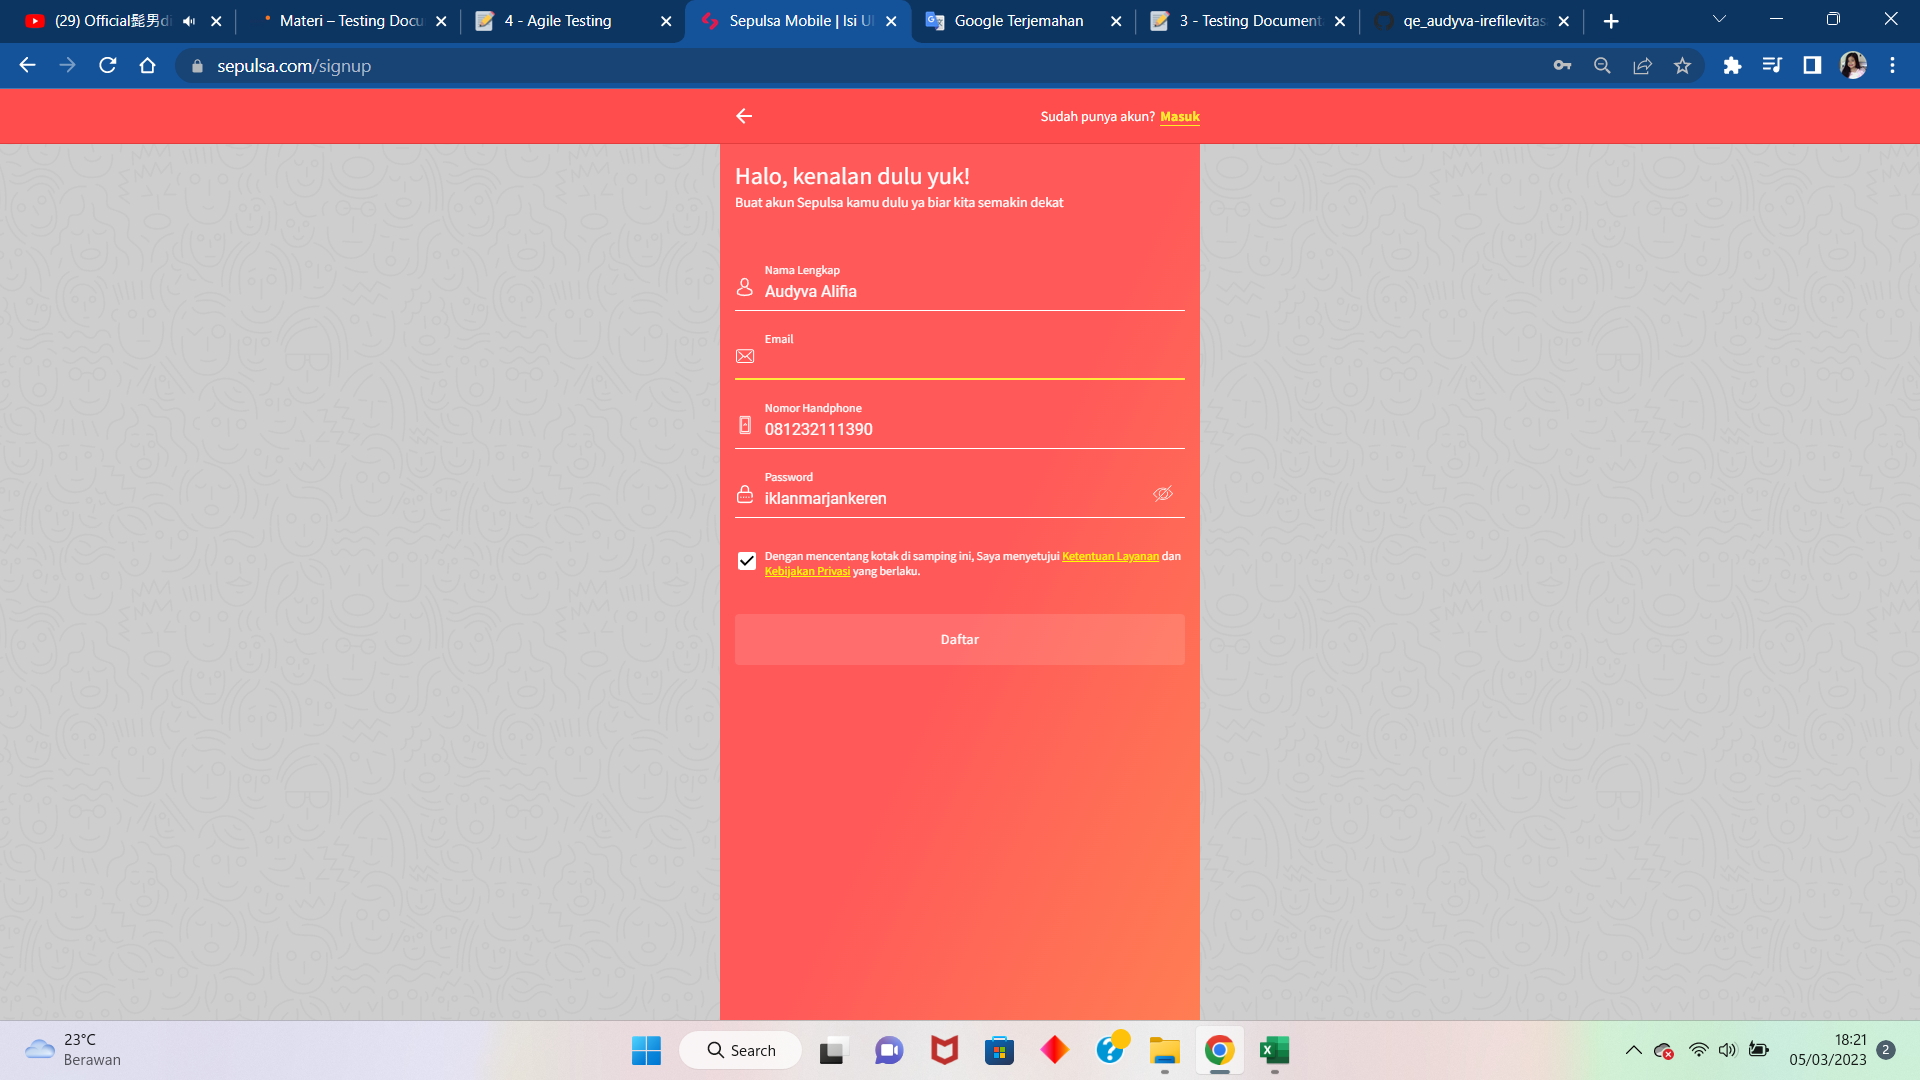 (29) Official髭男di
Materi – Testing Docu
4 - Agile Testing
Sepulsa Mobile | Isi Ul
Google Terjemahan
3 - Testing Documenta
qe_audyva-irefilevitas
sepulsa.com/signup
Sudah punya akun? Masuk
Halo, kenalan dulu yuk!
Buat akun Sepulsa kamu dulu ya biar kita semakin dekat
Nama Lengkap
Audyva Alifia
Email
Nomor Handphone
081232111390
Password
iklanmarjankeren
Dengan mencentang kotak di samping ini, Saya menyetujui Ketentuan Layanan dan
Kebijakan Privasi yang berlaku.
Daftar
23°C
Berawan
Search
18:21
05/03/2023
2